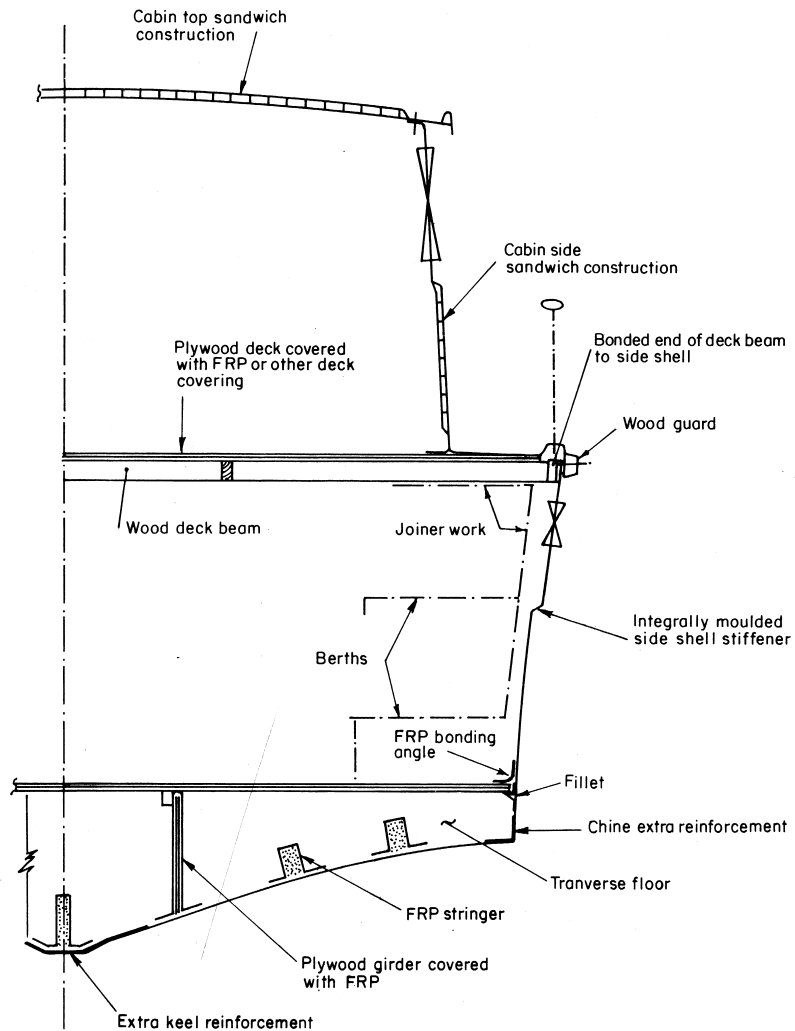 Cabin top sandwich
construction
Cabin side
sandwich construction
Bonded end of deck beam
to side shell
Plywood deck covered
with FRP or other deck
covering
Wood guard
Wood deck beam
Joiner work
Integrally moulded
side shell stiffener
Berths
FRP bonding
angle
Fillet
Chine extra reinforcement
Tranverse floor
FRP stringer
Plywood girder covered
with FRP
Extra keel reinforcement